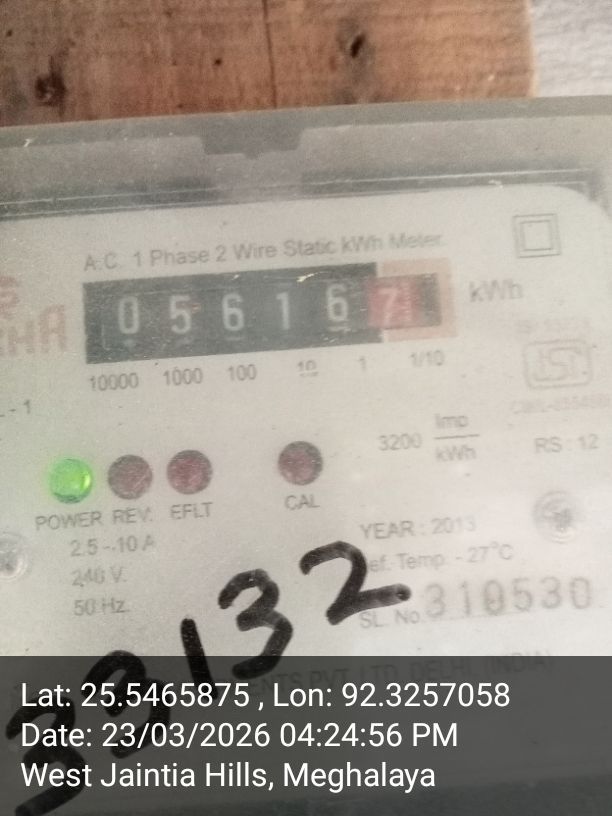 A.C. 1 Phase 2 Wire Static kWh Meter
0 5 6 1 6 7 kWh
10000 1000 100 10 1 1/10
3200 Imp/kWh
RS : 12
POWER REV. EFLT CAL
2.5 -.10 A
240 V.
50 Hz.
YEAR : 2013
Ref. Temp. - 27°C
SL. No. 310530
33132
Lat: 25.5465875 , Lon: 92.3257058
Date: 23/03/2026 04:24:56 PM
West Jaintia Hills, Meghalaya